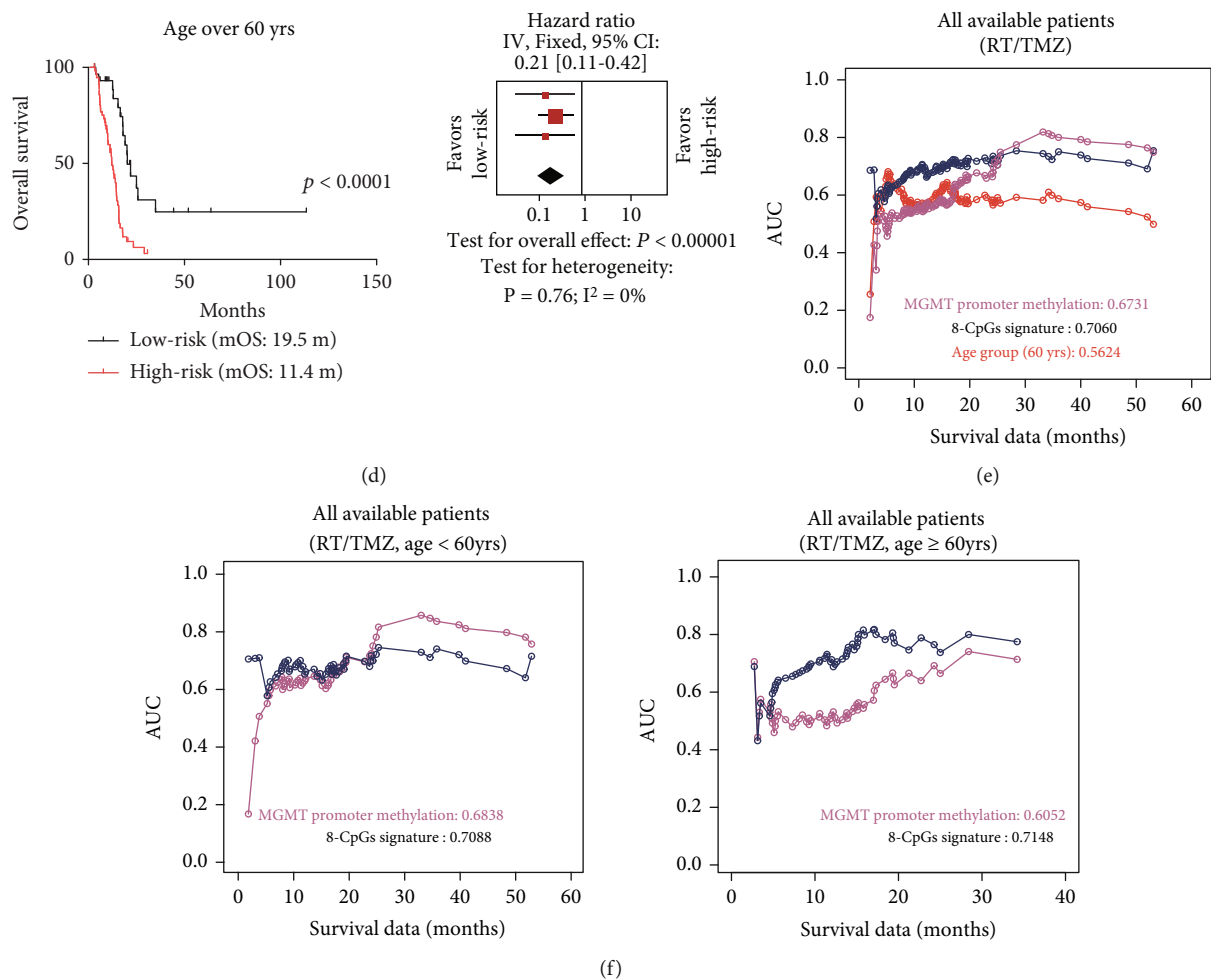 Age over 60 yrs
100
50
0
Overall survival
p < 0.0001
0 50 100 150
Months
Low-risk (mOS: 19.5 m)
High-risk (mOS: 11.4 m)
Hazard ratio
IV, Fixed, 95% CI:
0.21 [0.11-0.42]
Favors
low-risk
Favors
high-risk
0.1 1 10
Test for overall effect: P < 0.00001
Test for heterogeneity:
P = 0.76; I² = 0%
(d)
All available patients
(RT/TMZ)
1.0
0.8
0.6
0.4
0.2
0.0
AUC
MGMT promoter methylation: 0.6731
8-CpGs signature : 0.7060
Age group (60 yrs): 0.5624
0 10 20 30 40 50 60
Survival data (months)
(e)
All available patients
(RT/TMZ, age < 60yrs)
1.0
0.8
0.6
0.4
0.2
0.0
AUC
MGMT promoter methylation: 0.6838
8-CpGs signature : 0.7088
0 10 20 30 40 50 60
Survival data (months)
All available patients
(RT/TMZ, age ≥ 60yrs)
1.0
0.8
0.6
0.4
0.2
0.0
AUC
MGMT promoter methylation: 0.6052
8-CpGs signature : 0.7148
0 10 20 30 40
Survival data (months)
(f)